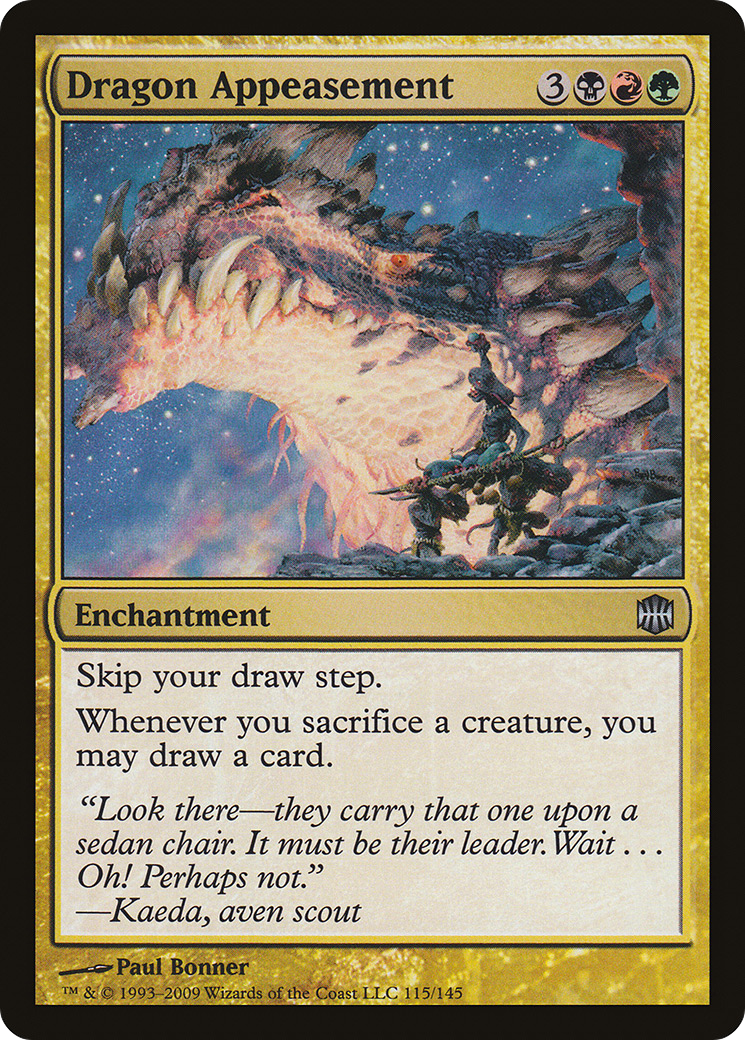 Dragon Appeasement 3
Enchantment
Skip your draw step.
Whenever you sacrifice a creature, you
may draw a card.
“Look there—they carry that one upon a
sedan chair. It must be their leader. Wait . . .
Oh! Perhaps not.”
—Kaeda, aven scout
Paul Bonner
™ & © 1993–2009 Wizards of the Coast LLC 115/145